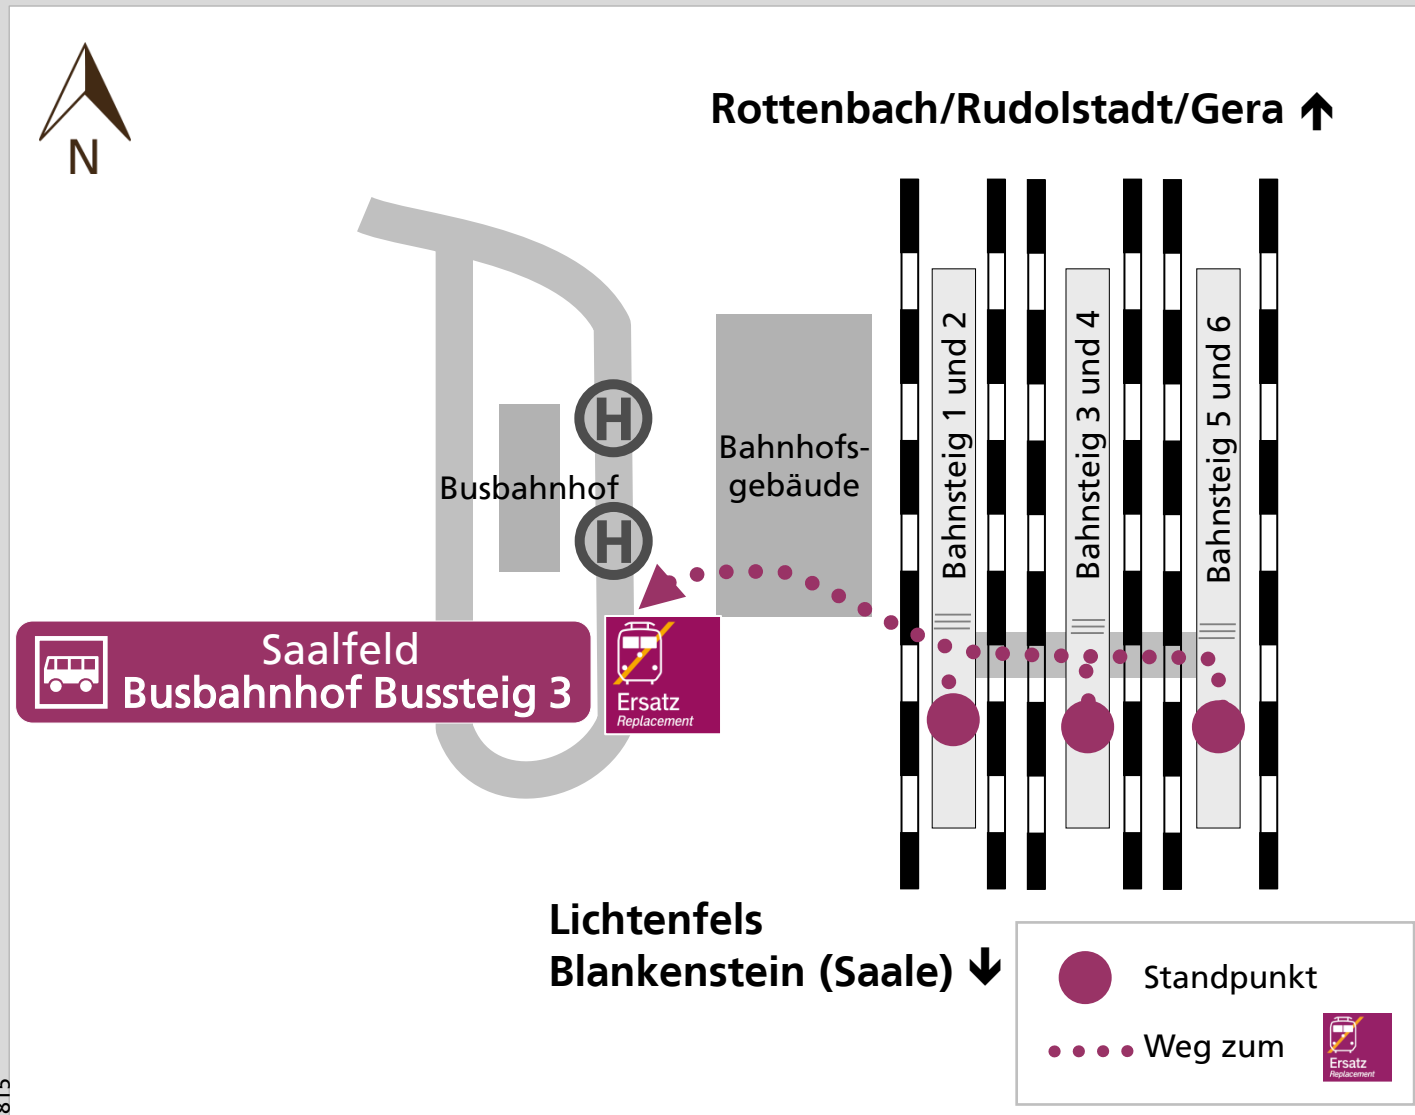 N
Rottenbach/Rudolstadt/Gera
Bahnsteig 1 und 2
Bahnsteig 3 und 4
Bahnsteig 5 und 6
H
Bahnhofs-
gebäude
Busbahnhof
H
Saalfeld
Busbahnhof Bussteig 3
Ersatz
Replacement
Lichtenfels
Blankenstein (Saale)
Standpunkt
Weg zum
Ersatz
Replacement